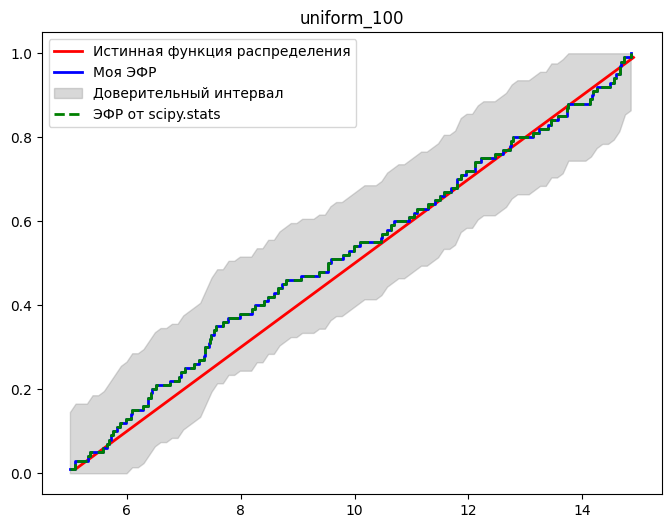 uniform_100
Истинная функция распределения
Моя ЭФР
Доверительный интервал
ЭФР от scipy.stats
1.0
0.8
0.6
0.4
0.2
0.0
6 8 10 12 14